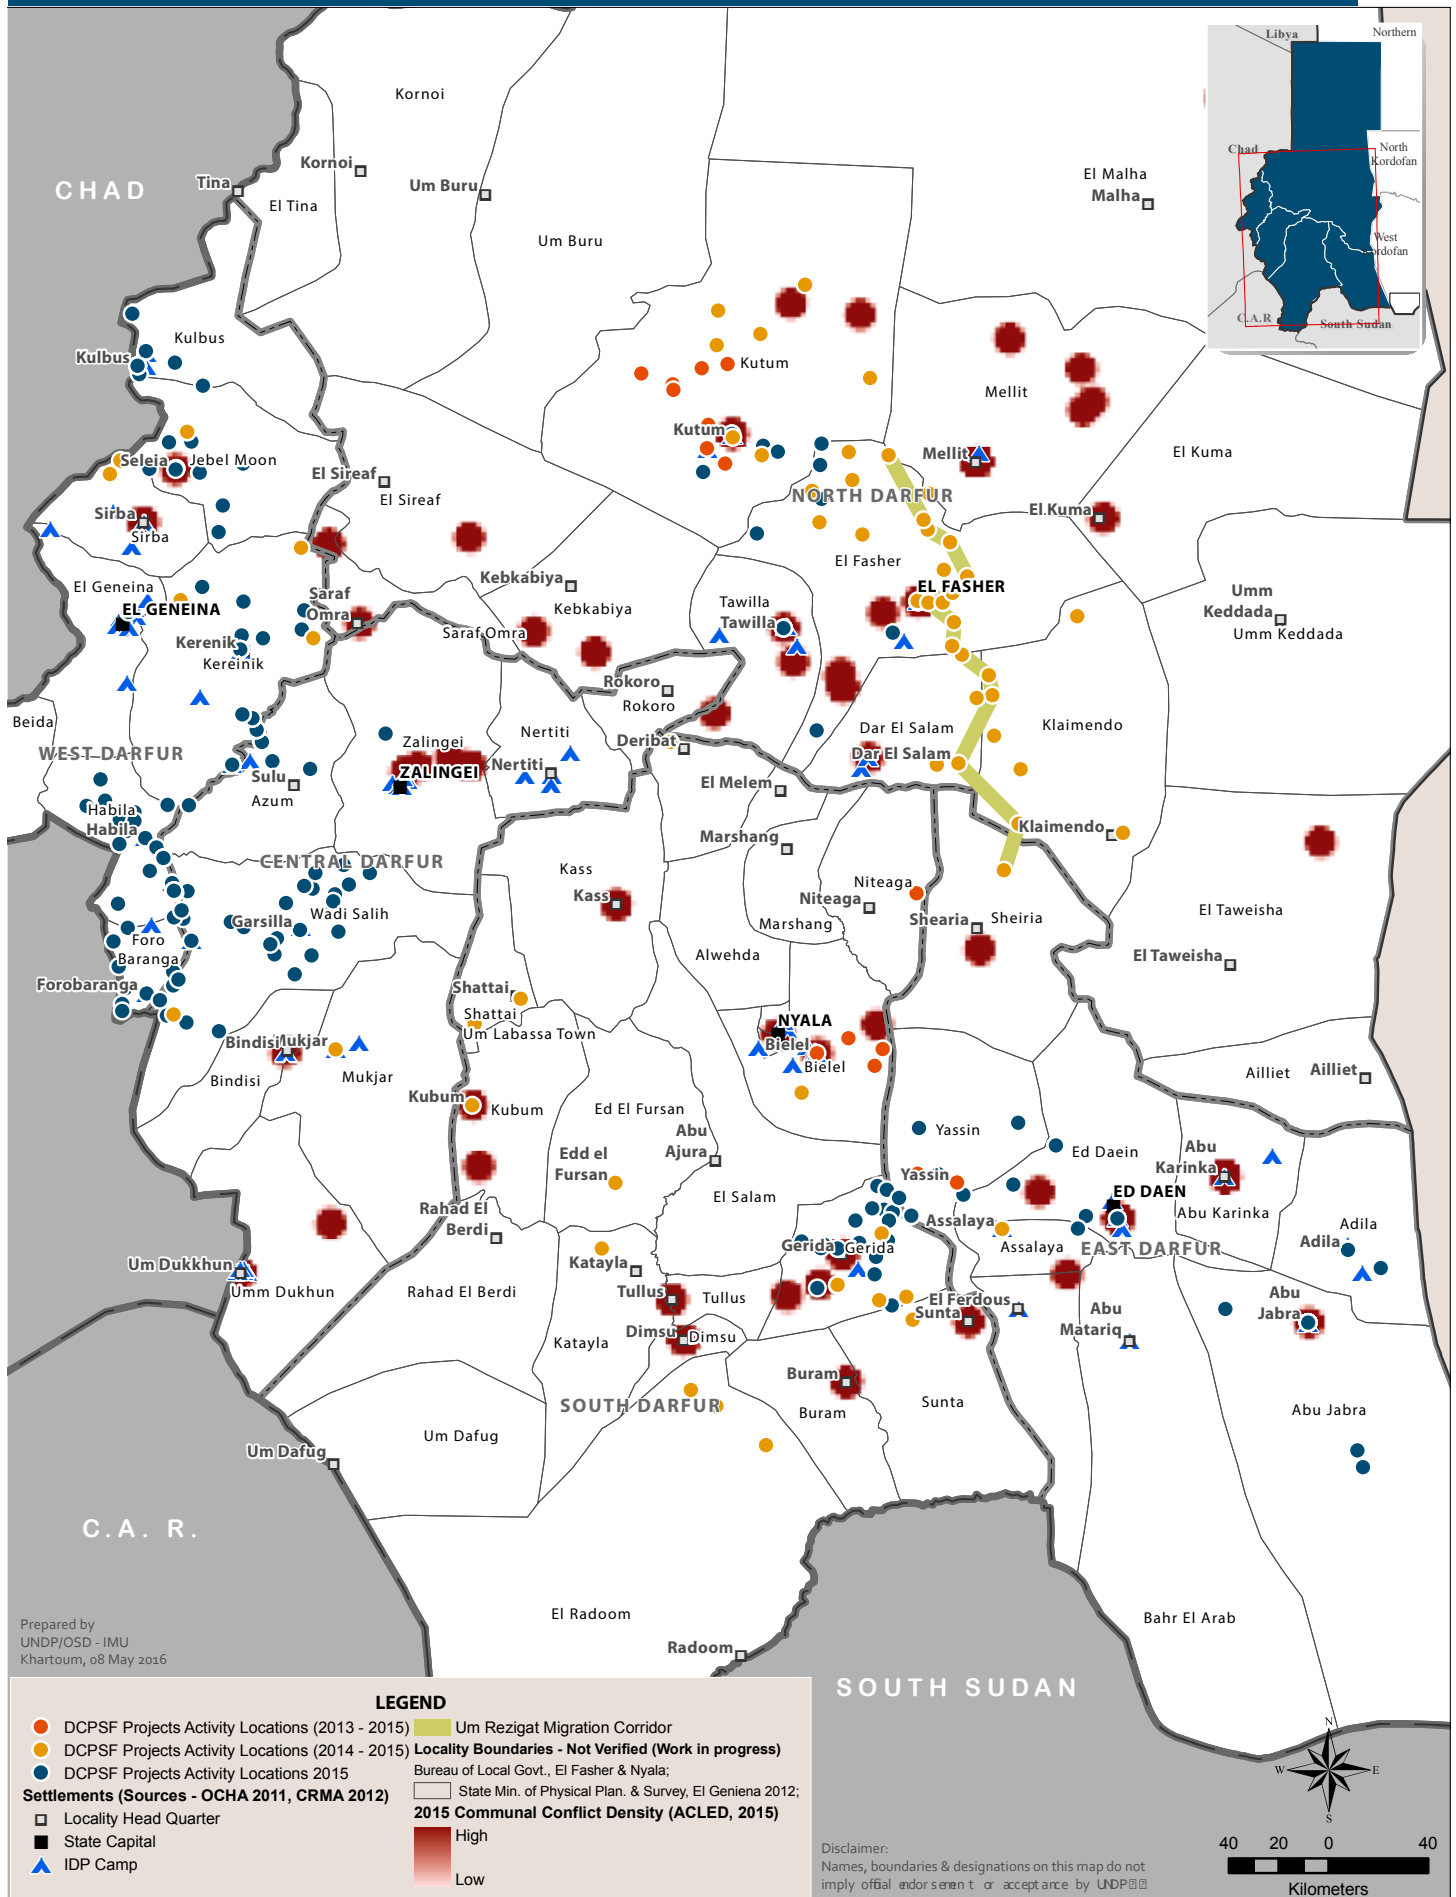 Libya
Northern
Chad
North
Kordofan
West
Kordofan
C.A.R
South Sudan
Kornoi
Kornoi
Tina
El Tina
Um Buru
Um Buru
El Malha
Malha
CHAD
Kulbus
Kulbus
Kutum
Kutum
Mellit
Mellit
El Kuma
El Kuma
Seleia
Jebel Moon
El Sireaf
El Sireaf
NORTH DARFUR
Sirba
Sirba
El Fasher
EL FASHER
El Geneina
EL GENEINA
Saraf
Omra
Saraf Omra
Kebkabiya
Kebkabiya
Tawilla
Tawilla
Umm
Keddada
Umm Keddada
Kerenik
Kereinik
Rokoro
Rokoro
Beida
WEST DARFUR
Zalingei
ZALINGEI
Nertiti
Nertiti
Deribat
Dar El Salam
Dar El Salam
Klaimendo
Sulu
Azum
El Melem
Habila
Habila
Marshang
Klaimendo
CENTRAL DARFUR
Kass
Kass
Niteaga
Niteaga
Marshang
Shearia
Sheiria
El Taweisha
El Taweisha
Garsilla
Wadi Salih
Foro
Baranga
Forobaranga
Alwehda
Shattai
Shattai
Um Labassa Town
NYALA
Bielel
Bielel
Bindisi
Mukjar
Bindisi
Mukjar
Ailliet
Ailliet
Kubum
Kubum
Ed El Fursan
Abu
Ajura
Edd el
Fursan
El Salam
Yassin
Yassin
Ed Daein
ED DAEN
Abu
Karinka
Abu Karinka
Rahad El
Berdi
Rahad El Berdi
Assalaya
Assalaya
EAST DARFUR
Adila
Adila
Gerida
Gerida
Katayla
Um Dukkhun
Umm Dukhun
Tullus
Tullus
Dimsu
Dimsu
Katayla
El Ferdous
Sunta
Abu
Matariq
Abu
Jabra
Buram
Buram
Sunta
Abu Jabra
SOUTH DARFUR
Um Dafug
Um Dafug
C.A. R.
El Radoom
Radoom
Bahr El Arab
SOUTH SUDAN
Prepared by
UNDP/OSD - IMU
Khartoum, 08 May 2016
LEGEND
DCPSF Projects Activity Locations (2013 - 2015)
DCPSF Projects Activity Locations (2014 - 2015)
DCPSF Projects Activity Locations 2015
Settlements (Sources - OCHA 2011, CRMA 2012)
Locality Head Quarter
State Capital
IDP Camp
Um Rezigat Migration Corridor
Locality Boundaries - Not Verified (Work in progress)
Bureau of Local Govt., El Fasher & Nyala;
State Min. of Physical Plan. & Survey, El Geniena 2012;
2015 Communal Conflict Density (ACLED, 2015)
High
Low
Disclaimer:
Names, boundaries & designations on this map do not
imply official endorsement or acceptance by UNDP
N
W
E
S
40 20 0 40
Kilometers